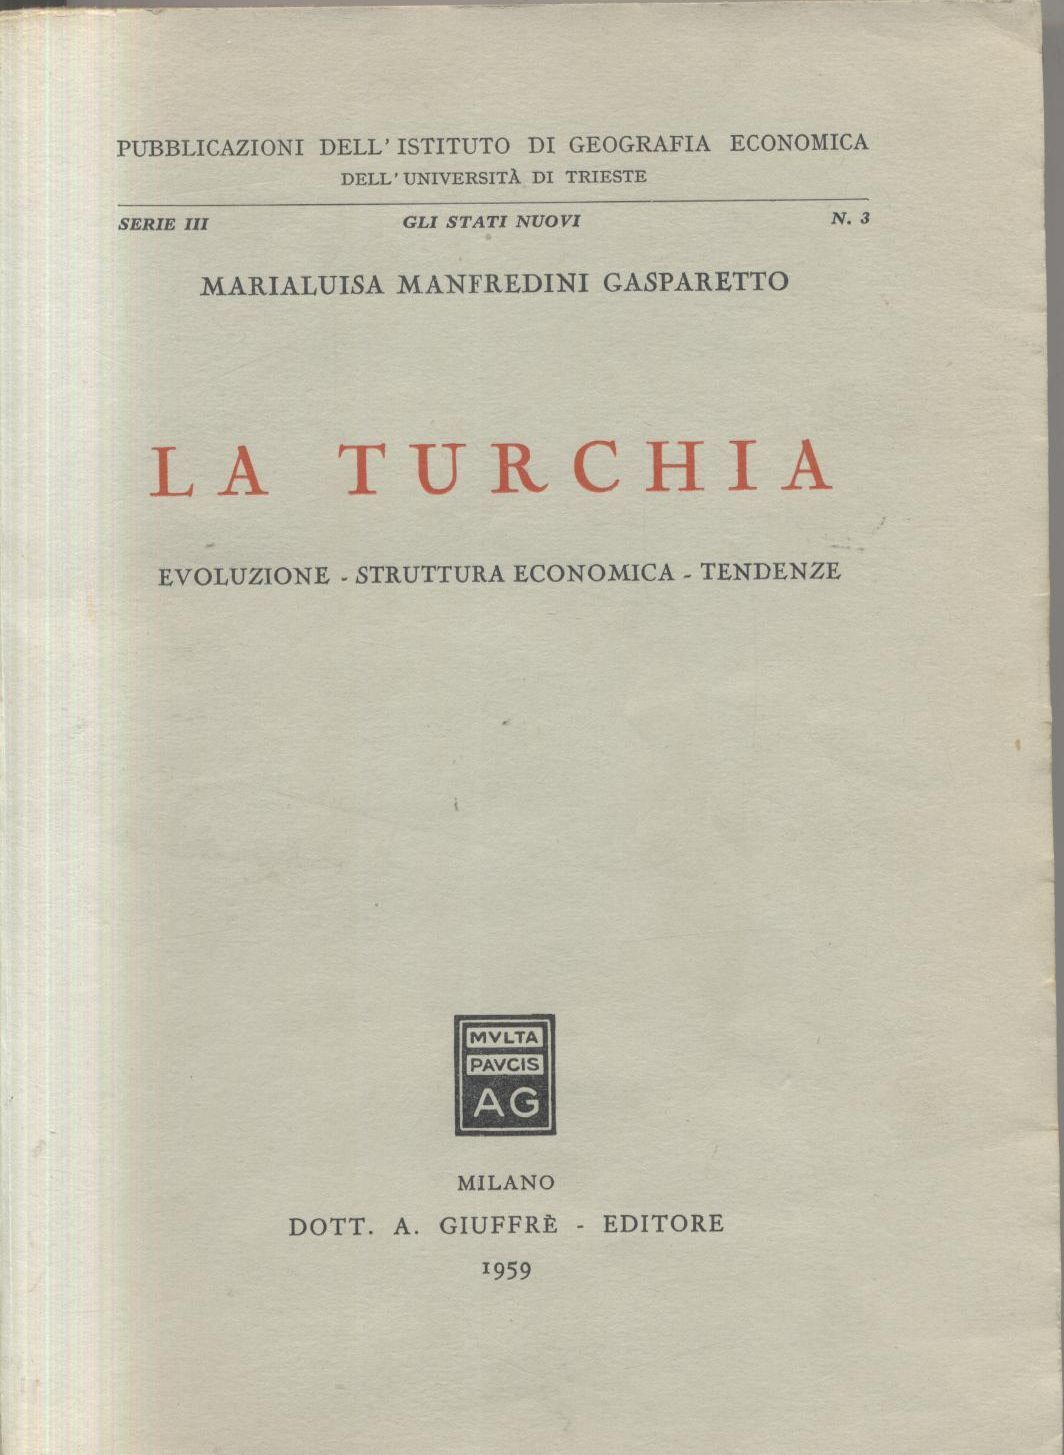 PUBBLICAZIONI DELL' ISTITUTO DI GEOGRAFIA ECONOMICA
DELL' UNIVERSITÀ DI TRIESTE
SERIE III GLI STATI NUOVI N. 3
MARIALUISA MANFREDINI GASPARETTO
LA TURCHIA
EVOLUZIONE - STRUTTURA ECONOMICA - TENDENZE
MVLTA
PAVCIS
AG
MILANO
DOTT. A. GIUFFRÈ - EDITORE
1959